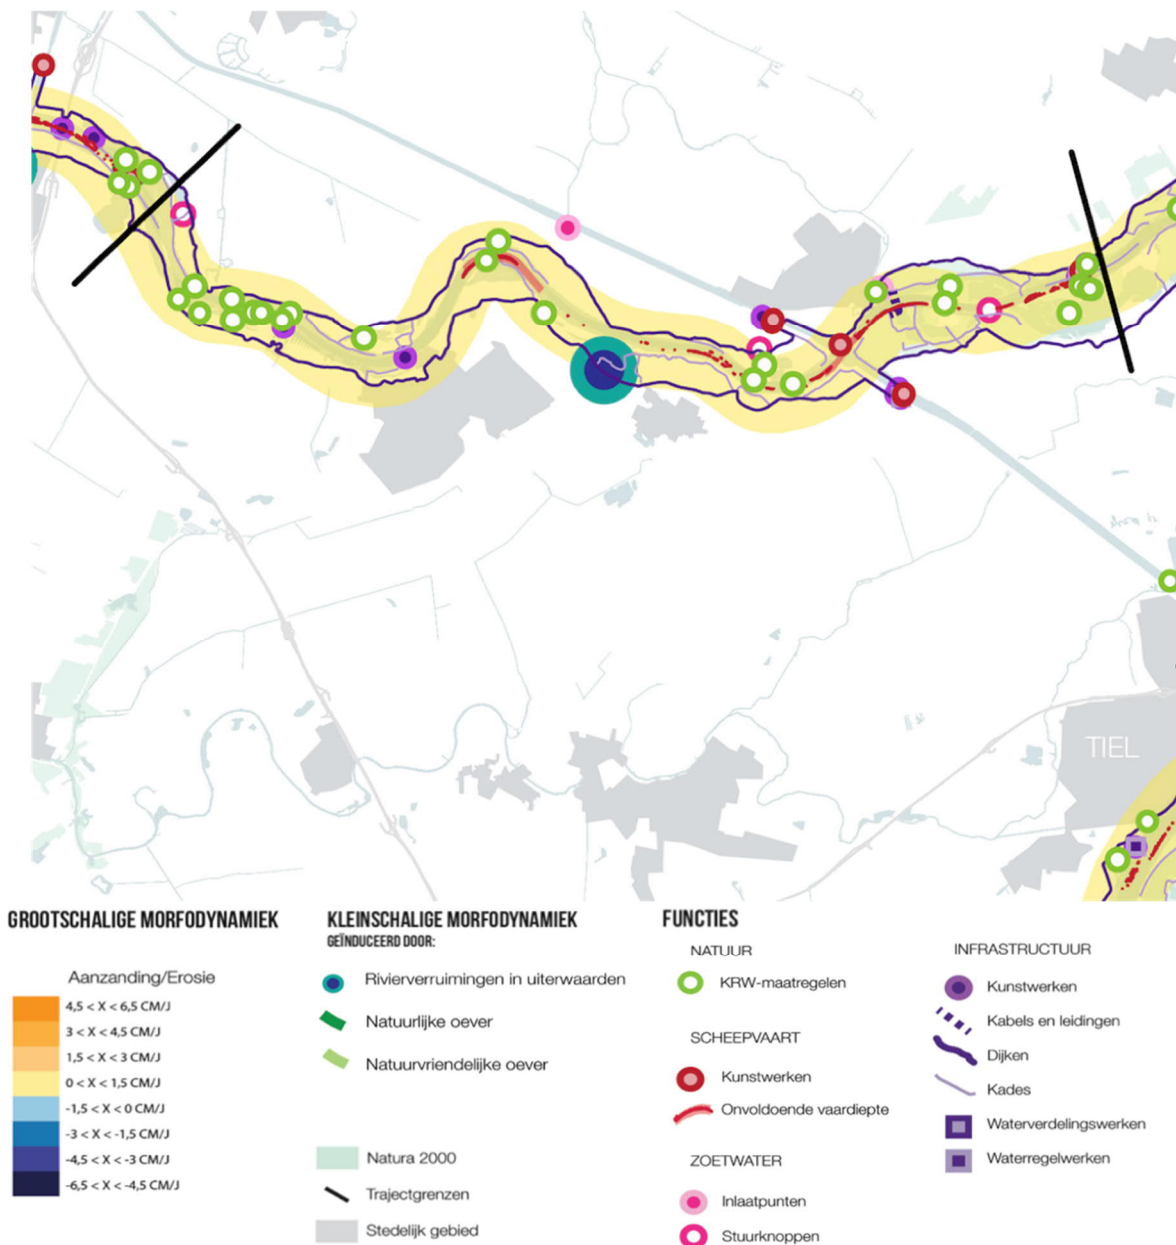 TIEL
GROOTSCHALIGE MORFODYNAMIEK
Aanzanding/Erosie
4,5 < X < 6,5 CM/J
3 < X < 4,5 CM/J
1,5 < X < 3 CM/J
0 < X < 1,5 CM/J
-1,5 < X < 0 CM/J
-3 < X < -1,5 CM/J
-4,5 < X < -3 CM/J
-6,5 < X < -4,5 CM/J
KLEINSCHALIGE MORFODYNAMIEK
GEÏNDUCEERD DOOR:
Rivierverruimingen in uiterwaarden
Natuurlijke oever
Natuurvriendelijke oever
Natura 2000
Trajectgrenzen
Stedelijk gebied
FUNCTIES
NATUUR
KRW-maatregelen
SCHEEPVAART
Kunstwerken
Onvoldoende vaardiepte
ZOETWATER
Inlaatpunten
Stuurknoppen
INFRASTRUCTUUR
Kunstwerken
Kabels en leidingen
Dijken
Kades
Waterverdelingswerken
Waterregelwerken